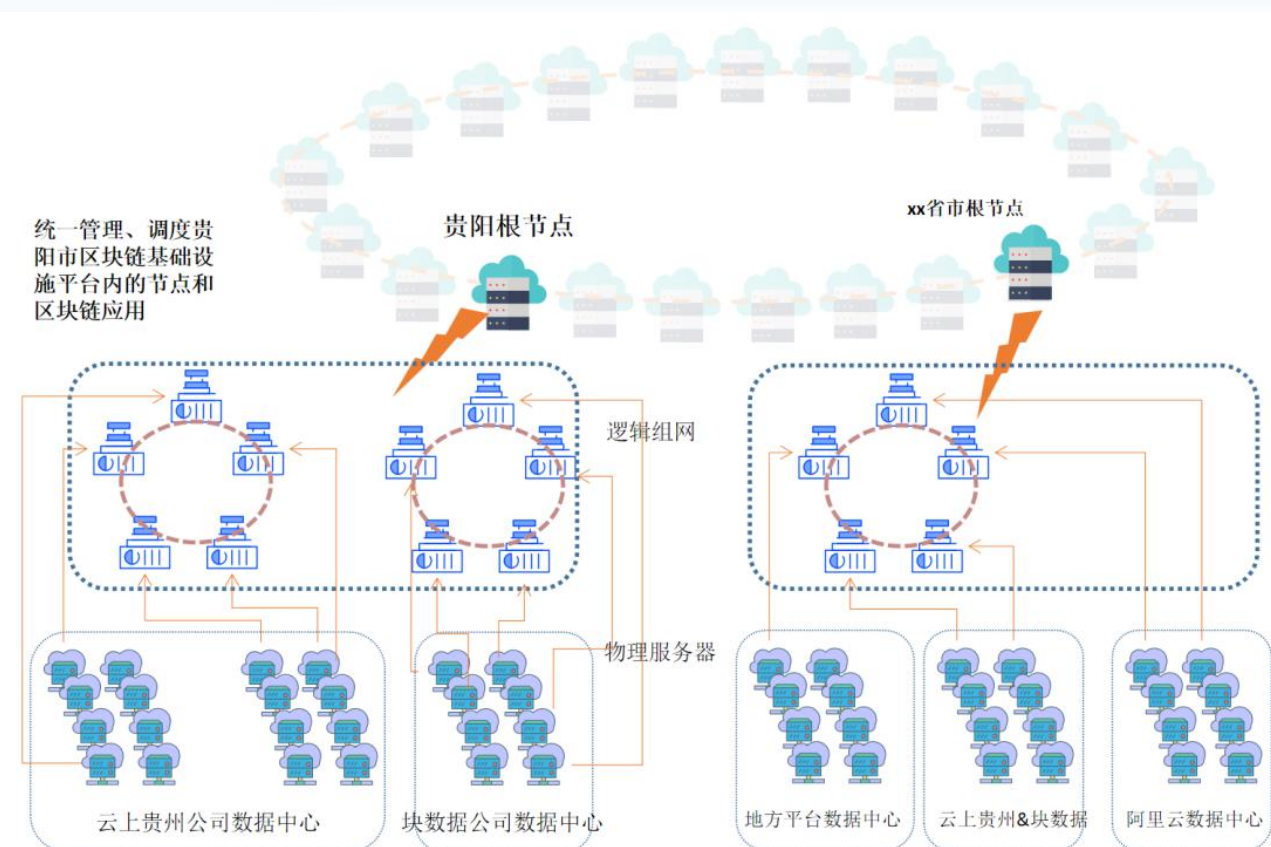 统一管理、调度贵
阳市区块链基础设
施平台内的节点和
区块链应用
贵阳根节点
xx省市根节点
逻辑组网
物理服务器
云上贵州公司数据中心
块数据公司数据中心
地方平台数据中心
云上贵州&块数据
阿里云数据中心